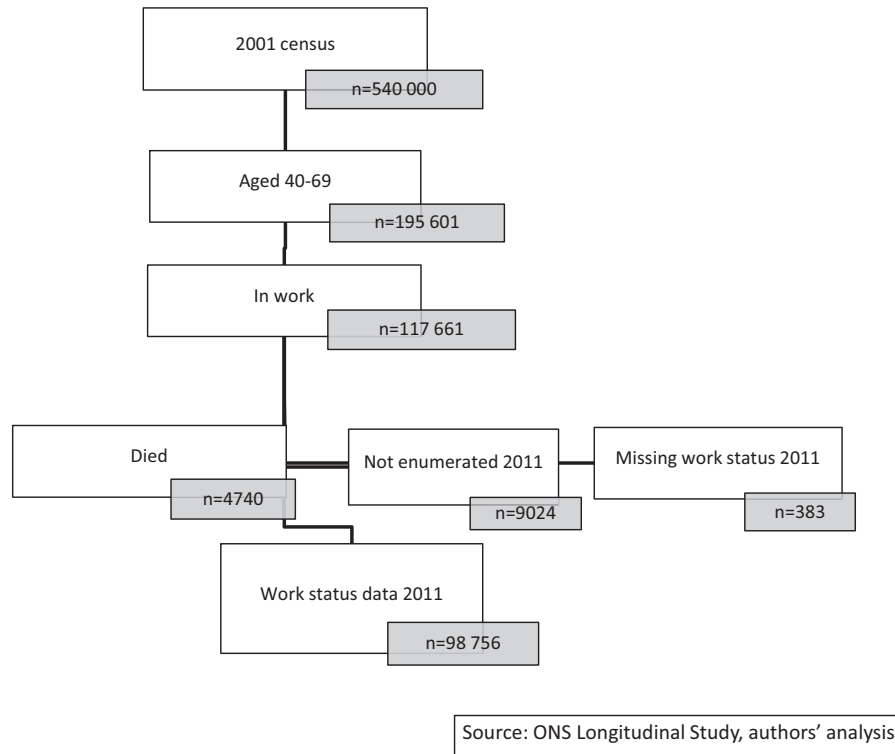 2001 census
n=540 000
Aged 40-69
n=195 601
In work
n=117 661
Died
n=4740
Not enumerated 2011
n=9024
Missing work status 2011
n=383
Work status data 2011
n=98 756
Source: ONS Longitudinal Study, authors’ analysis